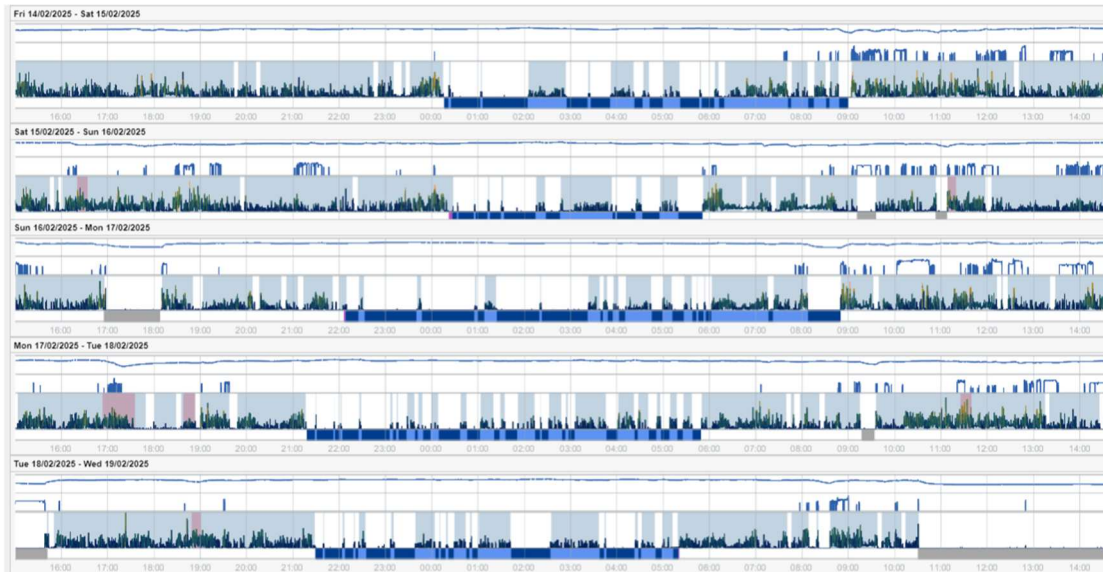 Fri 14/02/2025 - Sat 15/02/2025
16:00 17:00 18:00 19:00 20:00 21:00 22:00 23:00 00:00 01:00 02:00 03:00 04:00 05:00 06:00 07:00 08:00 09:00 10:00 11:00 12:00 13:00 14:00
Sat 15/02/2025 - Sun 16/02/2025
16:00 17:00 18:00 19:00 20:00 21:00 22:00 23:00 00:00 01:00 02:00 03:00 04:00 05:00 06:00 07:00 08:00 09:00 10:00 11:00 12:00 13:00 14:00
Sun 16/02/2025 - Mon 17/02/2025
16:00 17:00 18:00 19:00 20:00 21:00 22:00 23:00 00:00 01:00 02:00 03:00 04:00 05:00 06:00 07:00 08:00 09:00 10:00 11:00 12:00 13:00 14:00
Mon 17/02/2025 - Tue 18/02/2025
16:00 17:00 18:00 19:00 20:00 21:00 22:00 23:00 00:00 01:00 02:00 03:00 04:00 05:00 06:00 07:00 08:00 09:00 10:00 11:00 12:00 13:00 14:00
Tue 18/02/2025 - Wed 19/02/2025
16:00 17:00 18:00 19:00 20:00 21:00 22:00 23:00 00:00 01:00 02:00 03:00 04:00 05:00 06:00 07:00 08:00 09:00 10:00 11:00 12:00 13:00 14:00